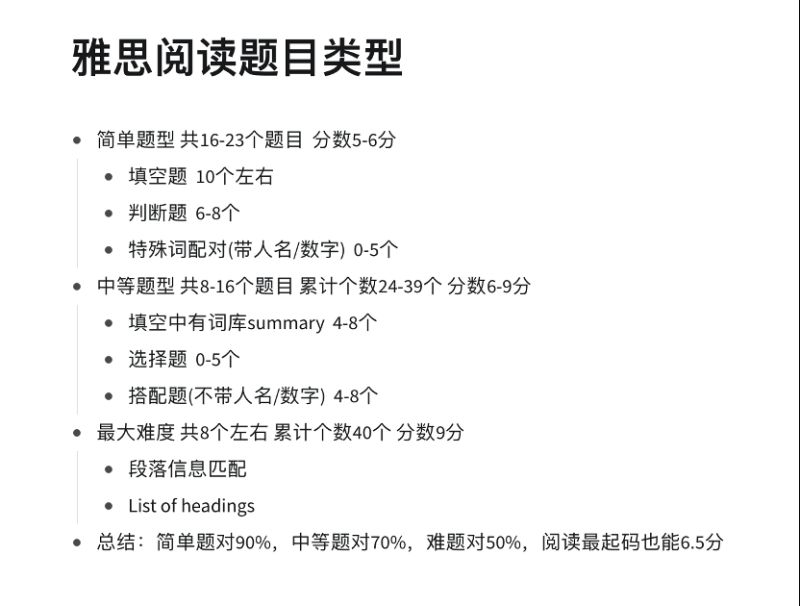 雅思阅读题目类型
简单题型 共16-23个题目 分数5-6分
填空题 10个左右
判断题 6-8个
特殊词配对(带人名/数字) 0-5个
中等题型 共8-16个题目 累计个数24-39个 分数6-9分
填空中有词库summary 4-8个
选择题 0-5个
搭配题(不带人名/数字) 4-8个
最大难度 共8个左右 累计个数40个 分数9分
段落信息匹配
List of headings
总结：简单题对90%，中等题对70%，难题对50%，阅读最起码也能6.5分